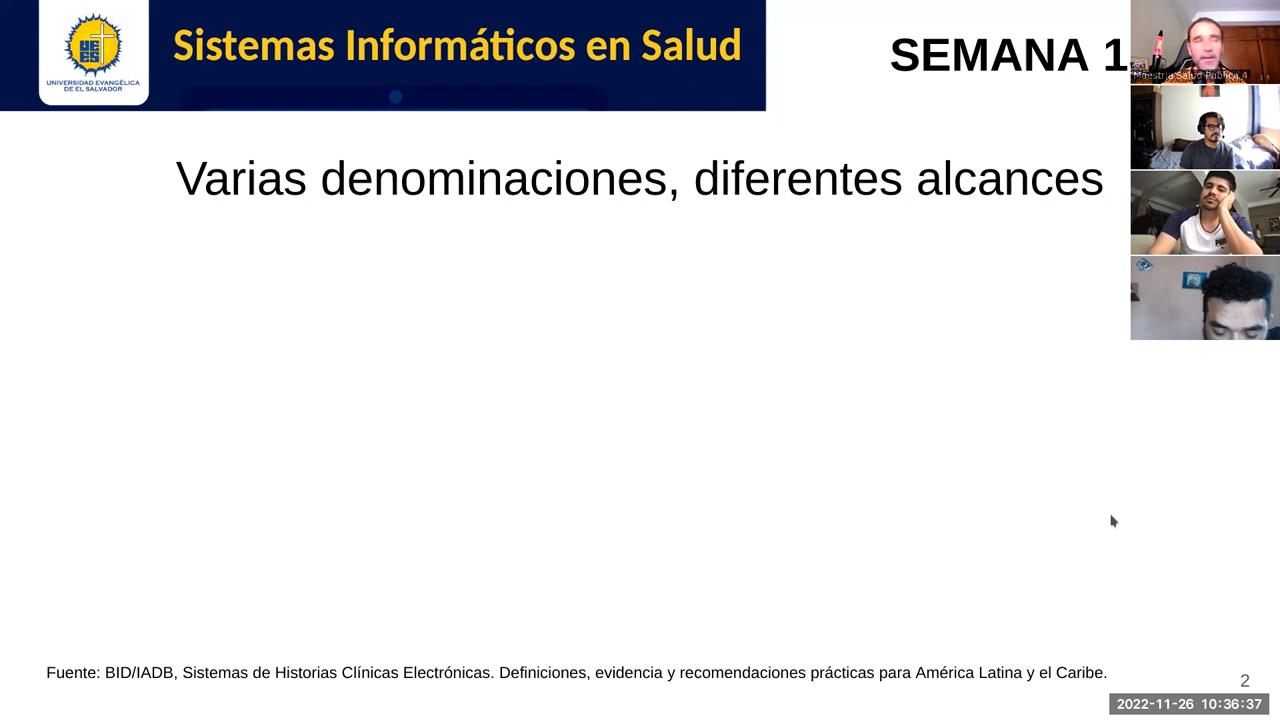 Sistemas Informáticos en Salud
UNIVERSIDAD EVANGÉLICA
DE EL SALVADOR
SEMANA 1
Maestria Salud Publica 4
Varias denominaciones, diferentes alcances
Fuente: BID/IADB, Sistemas de Historias Clínicas Electrónicas. Definiciones, evidencia y recomendaciones prácticas para América Latina y el Caribe.
2
2022-11-26 10:36:37